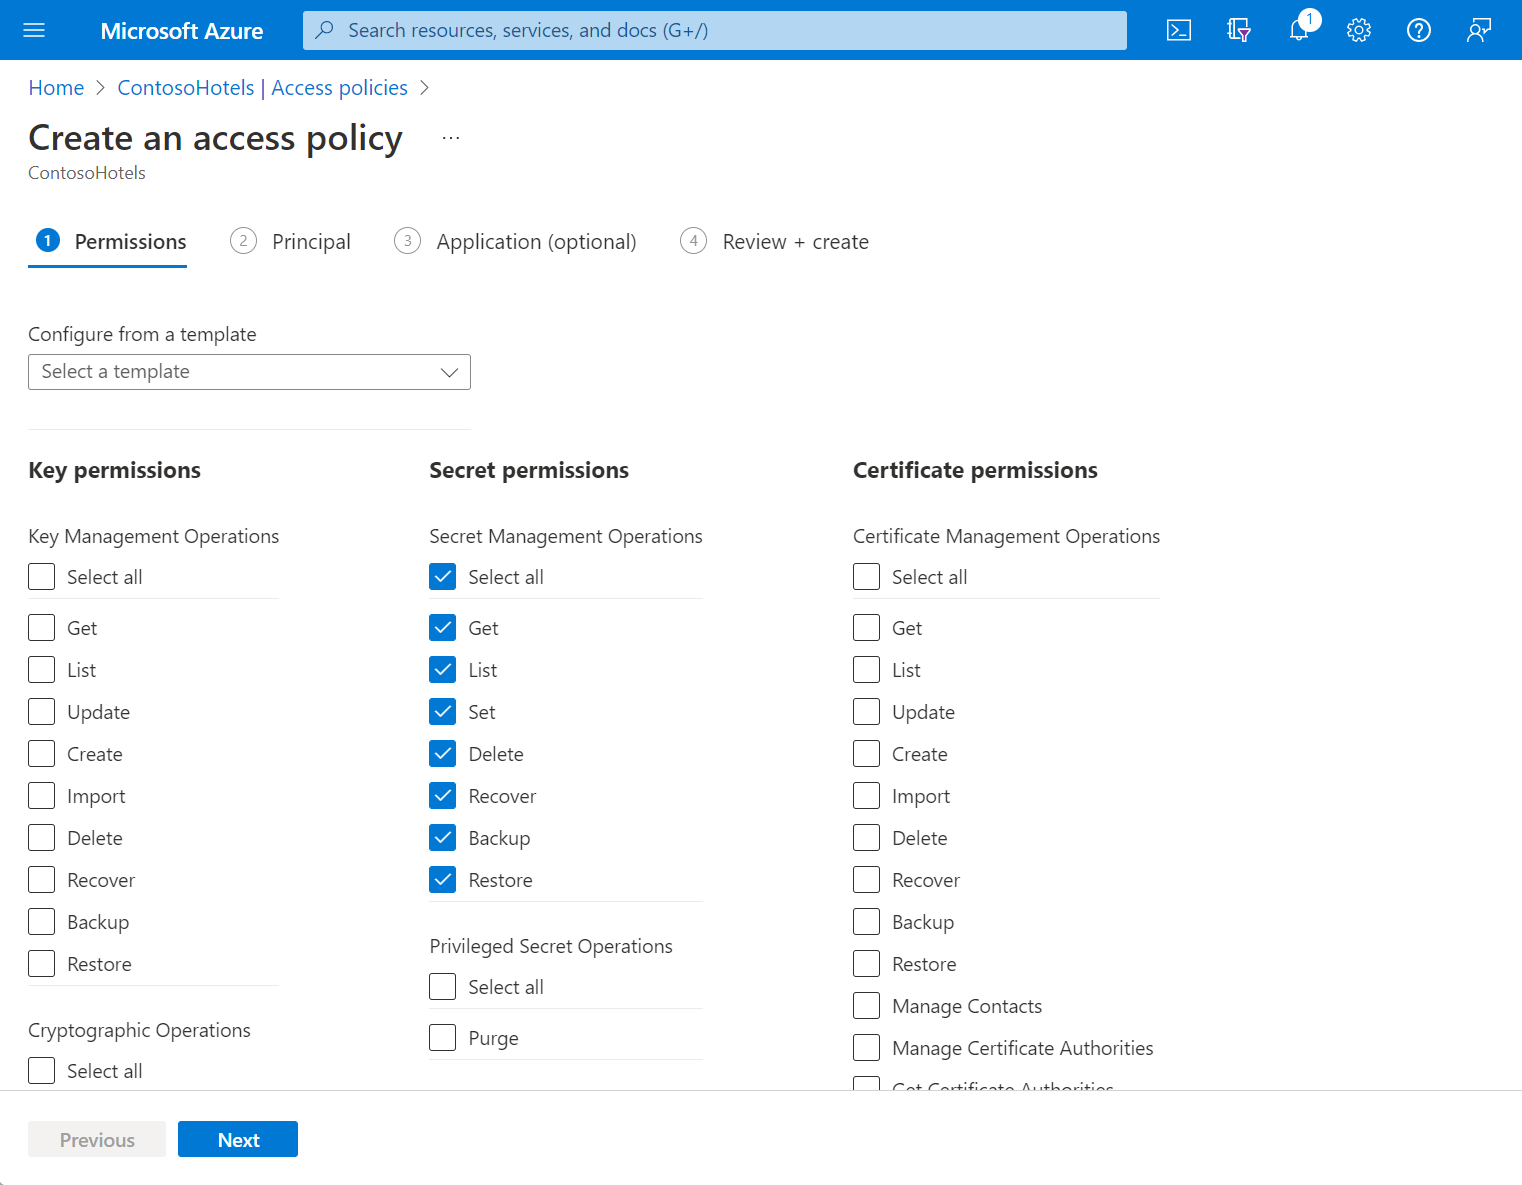 Microsoft Azure
Search resources, services, and docs (G+/)
1
Home > ContosoHotels | Access policies >
Create an access policy ...
ContosoHotels
1 Permissions
2 Principal
3 Application (optional)
4 Review + create
Configure from a template
Select a template
Key permissions
Key Management Operations
Select all
Get
List
Update
Create
Import
Delete
Recover
Backup
Restore
Cryptographic Operations
Select all
Secret permissions
Secret Management Operations
Select all
Get
List
Set
Delete
Recover
Backup
Restore
Privileged Secret Operations
Select all
Purge
Certificate permissions
Certificate Management Operations
Select all
Get
List
Update
Create
Import
Delete
Recover
Backup
Restore
Manage Contacts
Manage Certificate Authorities
Get Certificate Authorities
Previous
Next